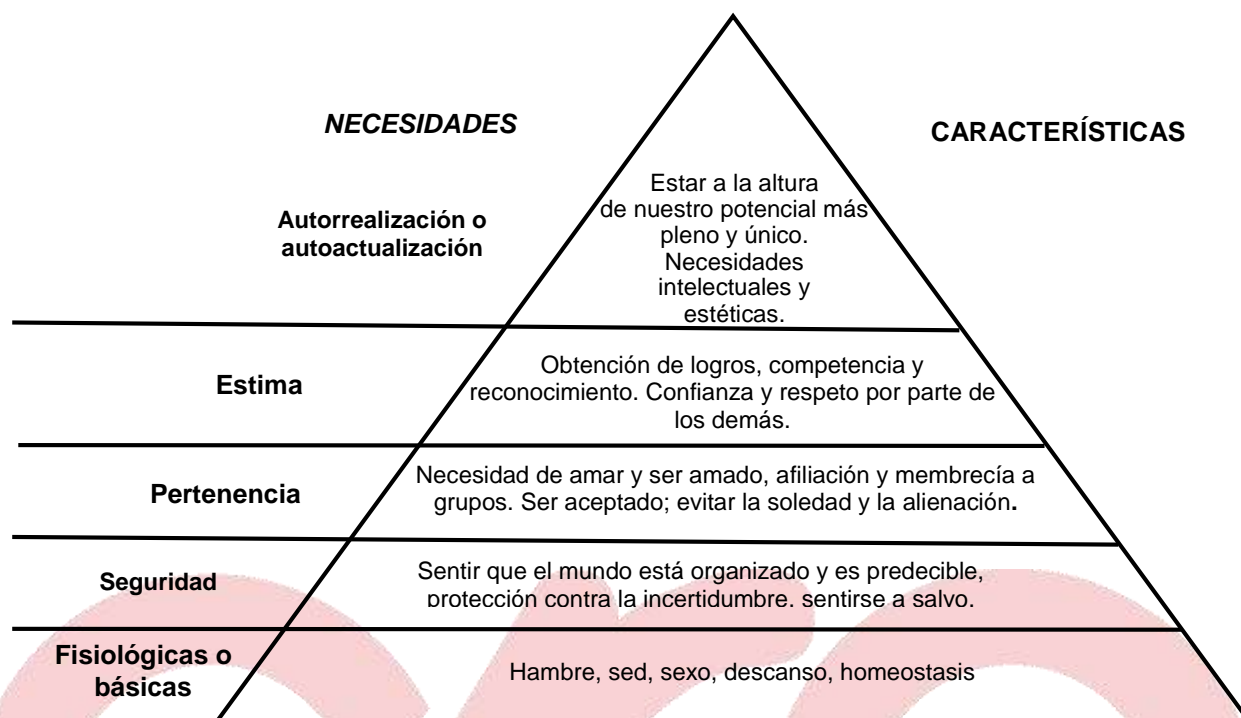 NECESIDADES
CARACTERÍSTICAS
Autorrealización o
autoactualización
Estar a la altura
de nuestro potencial más
pleno y único.
Necesidades
intelectuales y
estéticas.
Estima
Obtención de logros, competencia y
reconocimiento. Confianza y respeto por parte de
los demás.
Pertenencia
Necesidad de amar y ser amado, afiliación y membrecía a
grupos. Ser aceptado; evitar la soledad y la alienación.
Seguridad
Sentir que el mundo está organizado y es predecible,
protección contra la incertidumbre, sentirse a salvo.
Fisiológicas o
básicas
Hambre, sed, sexo, descanso, homeostasis